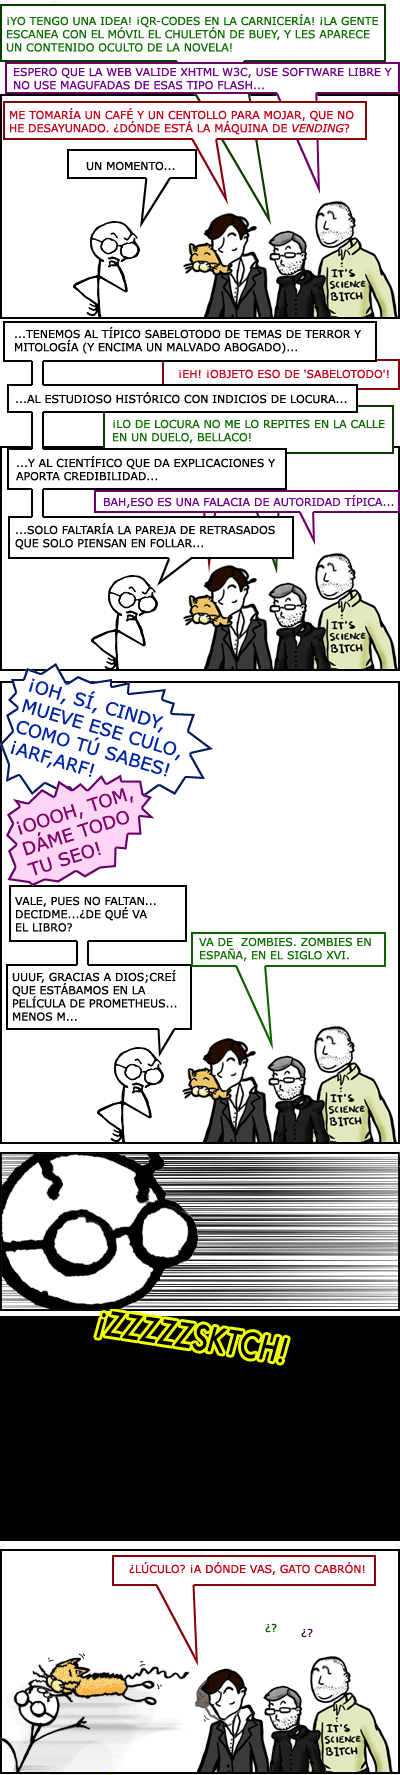 ¡YO TENGO UNA IDEA! ¡QR-CODES EN LA CARNICERÍA! ¡LA GENTE
ESCANEA CON EL MÓVIL EL CHULETÓN DE BUEY, Y LES APARECE
UN CONTENIDO OCULTO DE LA NOVELA!
ESPERO QUE LA WEB VALIDE XHTML W3C, USE SOFTWARE LIBRE Y
NO USE MAGUFADAS DE ESAS TIPO FLASH...
ME TOMARÍA UN CAFÉ Y UN CENTOLLO PARA MOJAR, QUE NO
HE DESAYUNADO. ¿DÓNDE ESTÁ LA MÁQUINA DE VENDING?
UN MOMENTO...
IT'S
SCIENCE
BITCH
...TENEMOS AL TÍPICO SABELOTODO DE TEMAS DE TERROR Y
MITOLOGÍA (Y ENCIMA UN MALVADO ABOGADO)...
¡EH! ¡OBJETO ESO DE 'SABELOTODO'!
...AL ESTUDIOSO HISTÓRICO CON INDICIOS DE LOCURA...
¡LO DE LOCURA NO ME LO REPITES EN LA CALLE
EN UN DUELO, BELLACO!
...Y AL CIENTÍFICO QUE DA EXPLICACIONES Y
APORTA CREDIBILIDAD...
BAH,ESO ES UNA FALACIA DE AUTORIDAD TÍPICA...
...SOLO FALTARÍA LA PAREJA DE RETRASADOS
QUE SOLO PIENSAN EN FOLLAR...
IT'S
SCIENCE
BITCH
¡OH, SÍ, CINDY,
MUEVE ESE CULO,
COMO TÚ SABES!
¡ARF,ARF!
¡OOOH, TOM,
DÁME TODO
TU SEO!
VALE, PUES NO FALTAN...
DECIDME...¿DE QUÉ VA
EL LIBRO?
VA DE ZOMBIES. ZOMBIES EN
ESPAÑA, EN EL SIGLO XVI.
UUUF, GRACIAS A DIOS;CREÍ
QUE ESTÁBAMOS EN LA
PELÍCULA DE PROMETHEUS...
MENOS M...
IT'S
SCIENCE
BITCH
¡ZZZZZZSKTCH!
¿LÚCULO? ¡A DÓNDE VAS, GATO CABRÓN!
¿?
¿?
IT'S
SCIENCE
BITCH